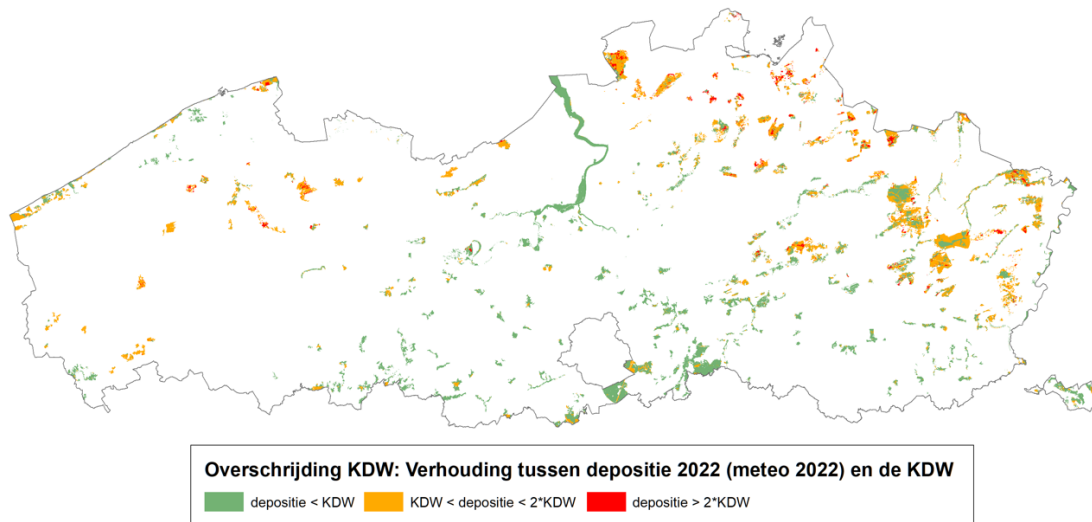 Overschrijding KDW: Verhouding tussen depositie 2022 (meteo 2022) en de KDW
depositie < KDW KDW < depositie < 2*KDW depositie > 2*KDW